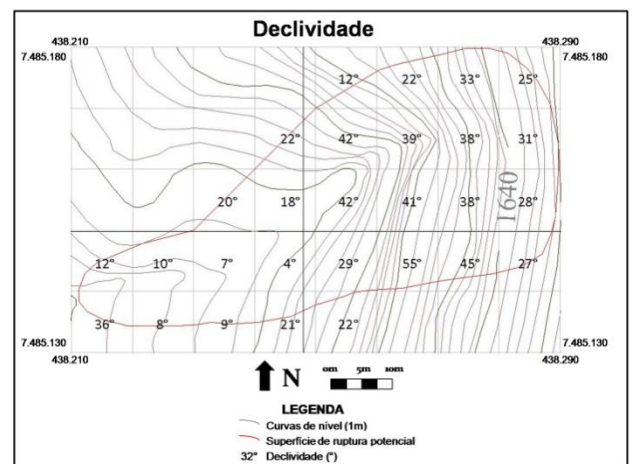 Declividade
438.210 438.290
7.485.180 7.485.180
12° 22° 33° 25°
22° 42° 39° 38° 31°
20° 18° 42° 41° 38° 28°
1640
12° 10° 7° 4° 29° 55° 45° 27°
36° 8° 9° 21° 22°
7.485.130 7.485.130
438.210 438.290
N 0m 5m 10m
LEGENDA
Curvas de nível (1m)
Superfície de ruptura potencial
32° Declividade (°)